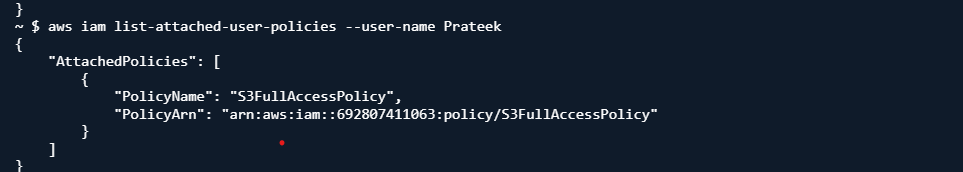 }
~ $ aws iam list-attached-user-policies --user-name Prateek
{
    "AttachedPolicies": [
        {
            "PolicyName": "S3FullAccessPolicy",
            "PolicyArn": "arn:aws:iam::692807411063:policy/S3FullAccessPolicy"
        }
    ]
}